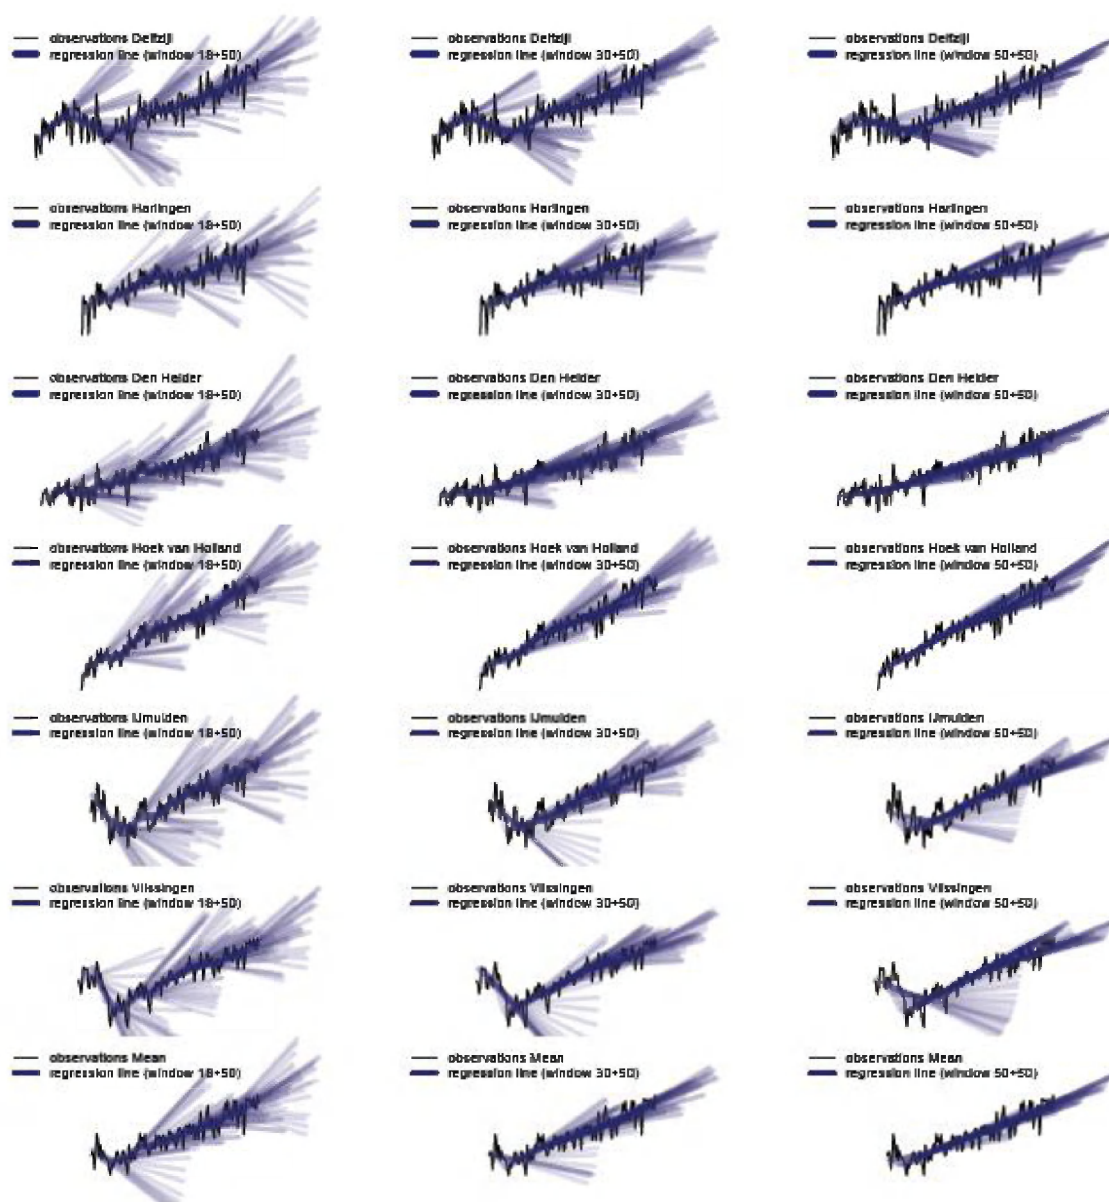 observations Delfzijl
regression line (window 18+50)
observations Delfzijl
regression line (window 30+50)
observations Delfzijl
regression line (window 50+50)
observations Harlingen
regression line (window 18+50)
observations Harlingen
regression line (window 30+50)
observations Harlingen
regression line (window 50+50)
observations Den Helder
regression line (window 18+50)
observations Den Helder
regression line (window 30+50)
observations Den Helder
regression line (window 50+50)
observations Hoek van Holland
regression line (window 18+50)
observations Hoek van Holland
regression line (window 30+50)
observations Hoek van Holland
regression line (window 50+50)
observations IJmuiden
regression line (window 18+50)
observations IJmuiden
regression line (window 30+50)
observations IJmuiden
regression line (window 50+50)
observations Vlissingen
regression line (window 18+50)
observations Vlissingen
regression line (window 30+50)
observations Vlissingen
regression line (window 50+50)
observations Mean
regression line (window 18+50)
observations Mean
regression line (window 30+50)
observations Mean
regression line (window 50+50)